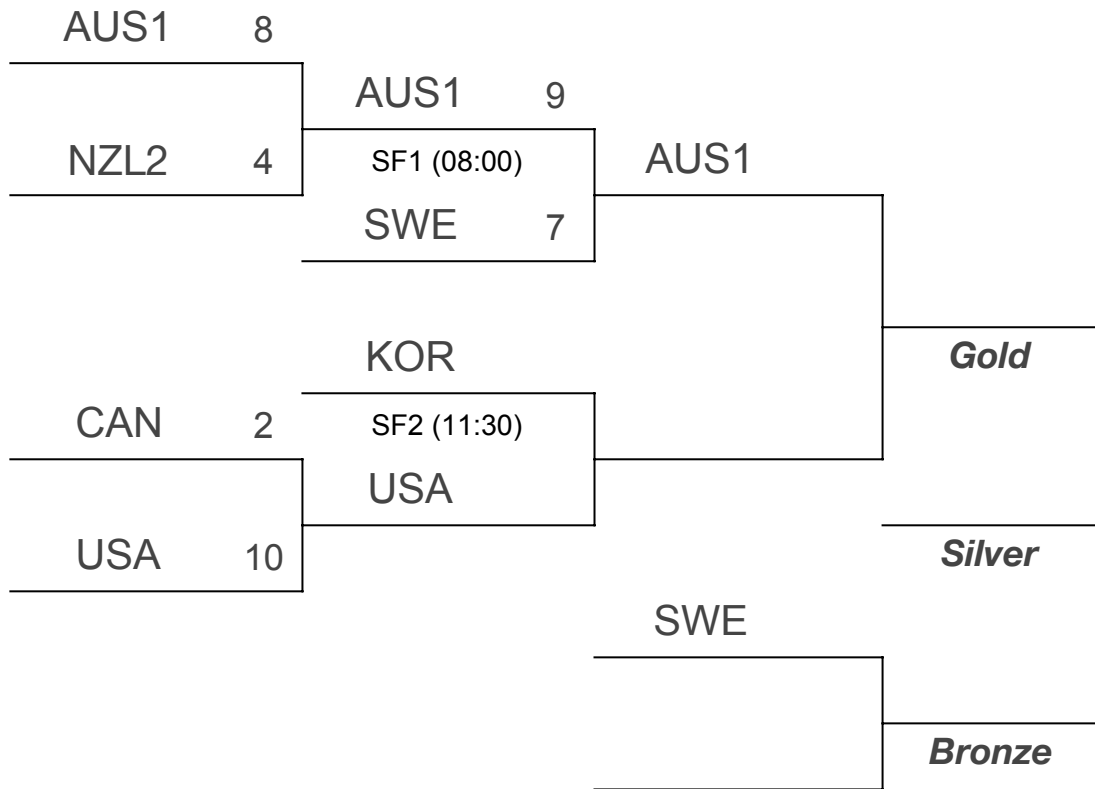 AUS1 8
AUS1 9
NZL2 4
SF1 (08:00)
AUS1
SWE 7
KOR
Gold
CAN 2
SF2 (11:30)
USA
USA 10
Silver
SWE
Bronze